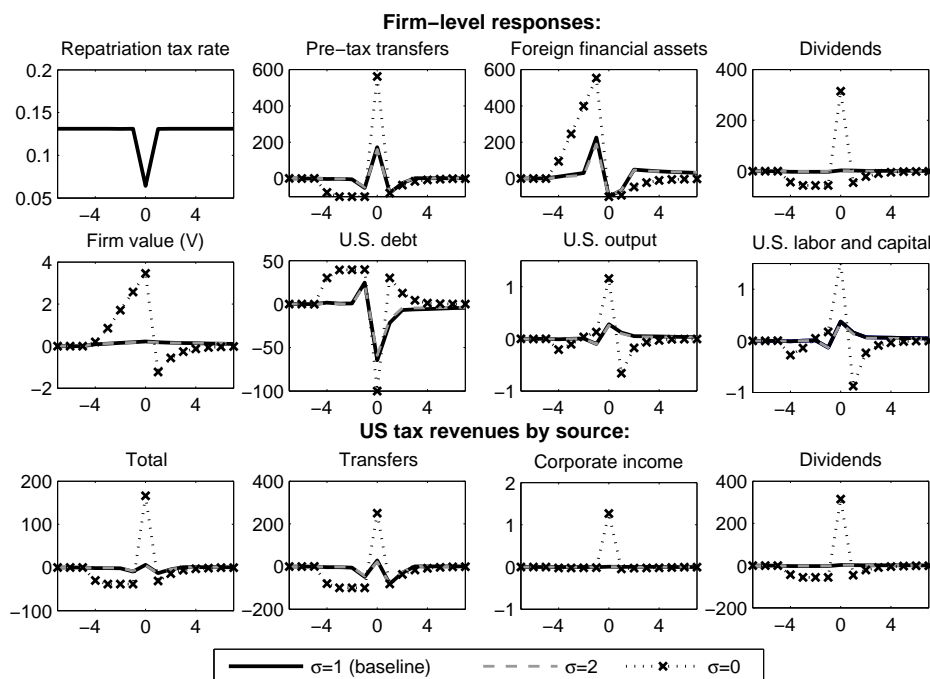 Firm−level responses:
Repatriation tax rate Pre−tax transfers Foreign financial assets Dividends
0.2 600 600 400
0.15 400 400 200
0.1 200 200 0
0.05 0 0 −200
−4 0 4 −4 0 4 −4 0 4 −4 0 4
Firm value (V) U.S. debt U.S. output U.S. labor and capital
4 50 1 1
2 0 0 0
0 −50 −1 −1
−2 −100
−4 0 4 −4 0 4 −4 0 4 −4 0 4
US tax revenues by source:
Total Transfers Corporate income Dividends
200 400 2 400
100 200 1 200
0 0 0 0
−100 −200 −1 −200
−4 0 4 −4 0 4 −4 0 4 −4 0 4
σ=1 (baseline) σ=2 σ=0